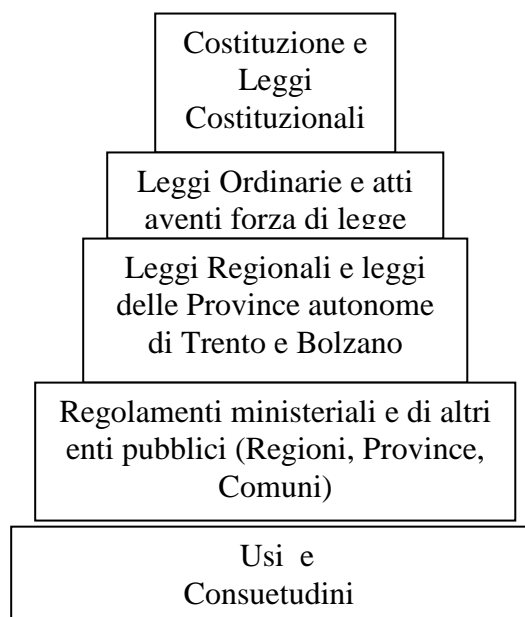 Costituzione e
Leggi
Costituzionali
Leggi Ordinarie e atti
aventi forza di legge
Leggi Regionali e leggi
delle Province autonome
di Trento e Bolzano
Regolamenti ministeriali e di altri
enti pubblici (Regioni, Province,
Comuni)
Usi e
Consuetudini